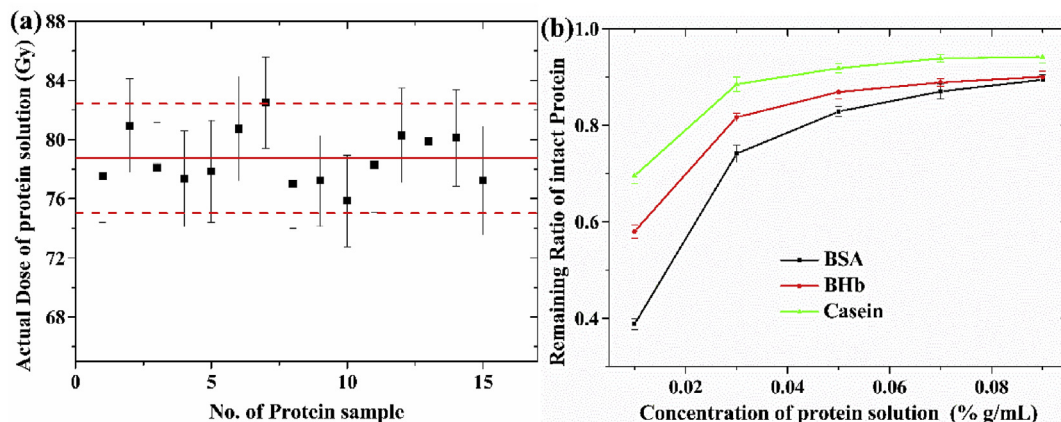 (a)
Actual Dose of protein solution (Gy)
88
84
80
76
72
68
0
5
10
15
No. of Protein sample
(b)
Remaining Ratio of intact Protein
1.0
0.8
0.6
0.4
BSA
BHb
Casein
0.02
0.04
0.06
0.08
Concentration of protein solution (% g/mL)